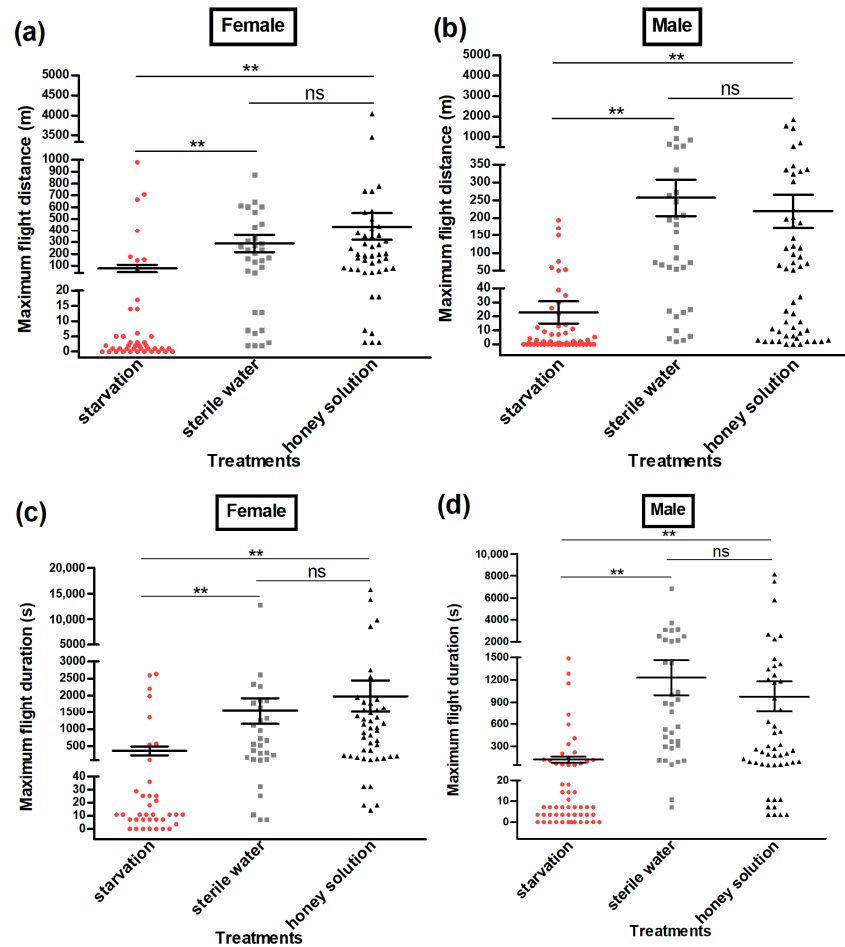 (a)
Female
Maximum flight distance (m)
5000
4500
4000
3500
1000
900
800
700
600
500
400
300
200
100
20
15
10
5
0
**
ns
**
starvation
sterile water
honey solution
Treatments
(b)
Male
Maximum flight distance (m)
5000
4000
3000
2000
1000
350
300
250
200
150
100
50
40
30
20
10
0
**
ns
**
starvation
sterile water
honey solution
Treatments
(c)
Female
Maximum flight duration (s)
20,000
15,000
10,000
5000
3000
2500
2000
1500
1000
500
40
30
20
10
0
**
ns
**
starvation
sterile water
honey solution
Treatments
(d)
Male
Maximum flight duration (s)
10,000
8000
6000
4000
2000
1500
1200
900
600
300
20
10
0
**
ns
**
starvation
sterile water
honey solution
Treatments